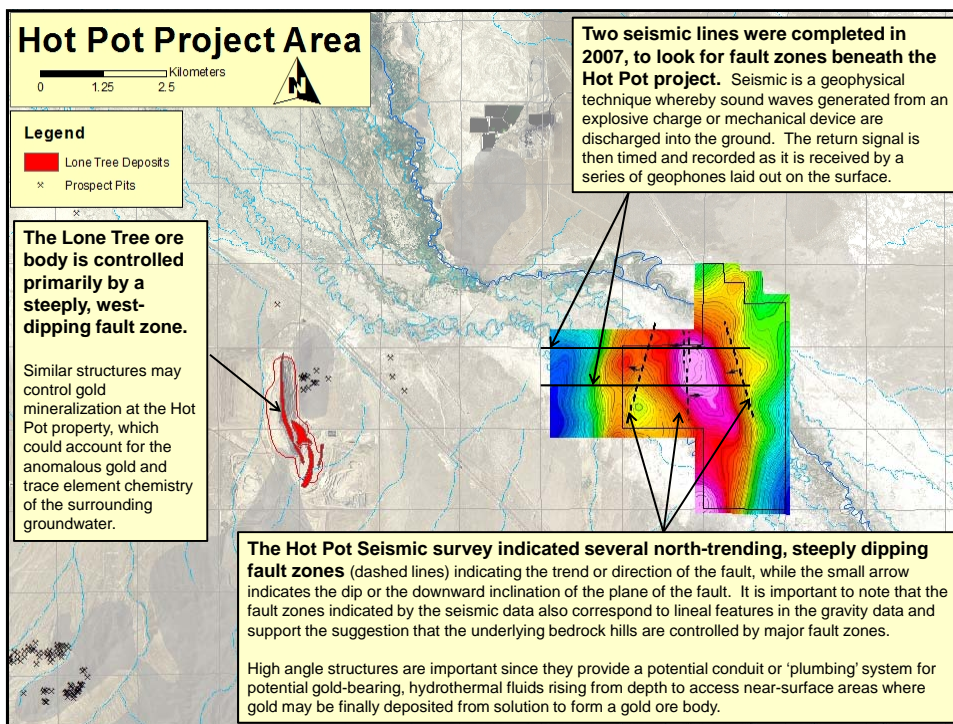 Hot Pot Project Area
Kilometers
0 1.25 2.5
N
Legend
Lone Tree Deposits
Prospect Pits
Two seismic lines were completed in
2007, to look for fault zones beneath the
Hot Pot project. Seismic is a geophysical
technique whereby sound waves generated from an
explosive charge or mechanical device are
discharged into the ground. The return signal is
then timed and recorded as it is received by a
series of geophones laid out on the surface.
The Lone Tree ore
body is controlled
primarily by a
steeply, west-
dipping fault zone.
Similar structures may
control gold
mineralization at the Hot
Pot property, which
could account for the
anomalous gold and
trace element chemistry
of the surrounding
groundwater.
The Hot Pot Seismic survey indicated several north-trending, steeply dipping
fault zones (dashed lines) indicating the trend or direction of the fault, while the small arrow
indicates the dip or the downward inclination of the plane of the fault. It is important to note that the
fault zones indicated by the seismic data also correspond to lineal features in the gravity data and
support the suggestion that the underlying bedrock hills are controlled by major fault zones.
High angle structures are important since they provide a potential conduit or 'plumbing' system for
potential gold-bearing, hydrothermal fluids rising from depth to access near-surface areas where
gold may be finally deposited from solution to form a gold ore body.